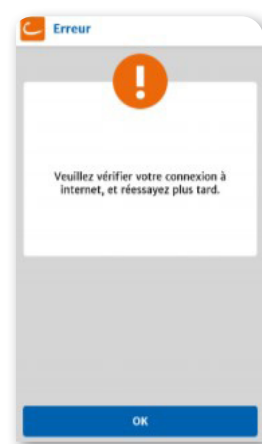 Erreur
Veuillez vérifier votre connexion à
internet, et réessayez plus tard.
OK